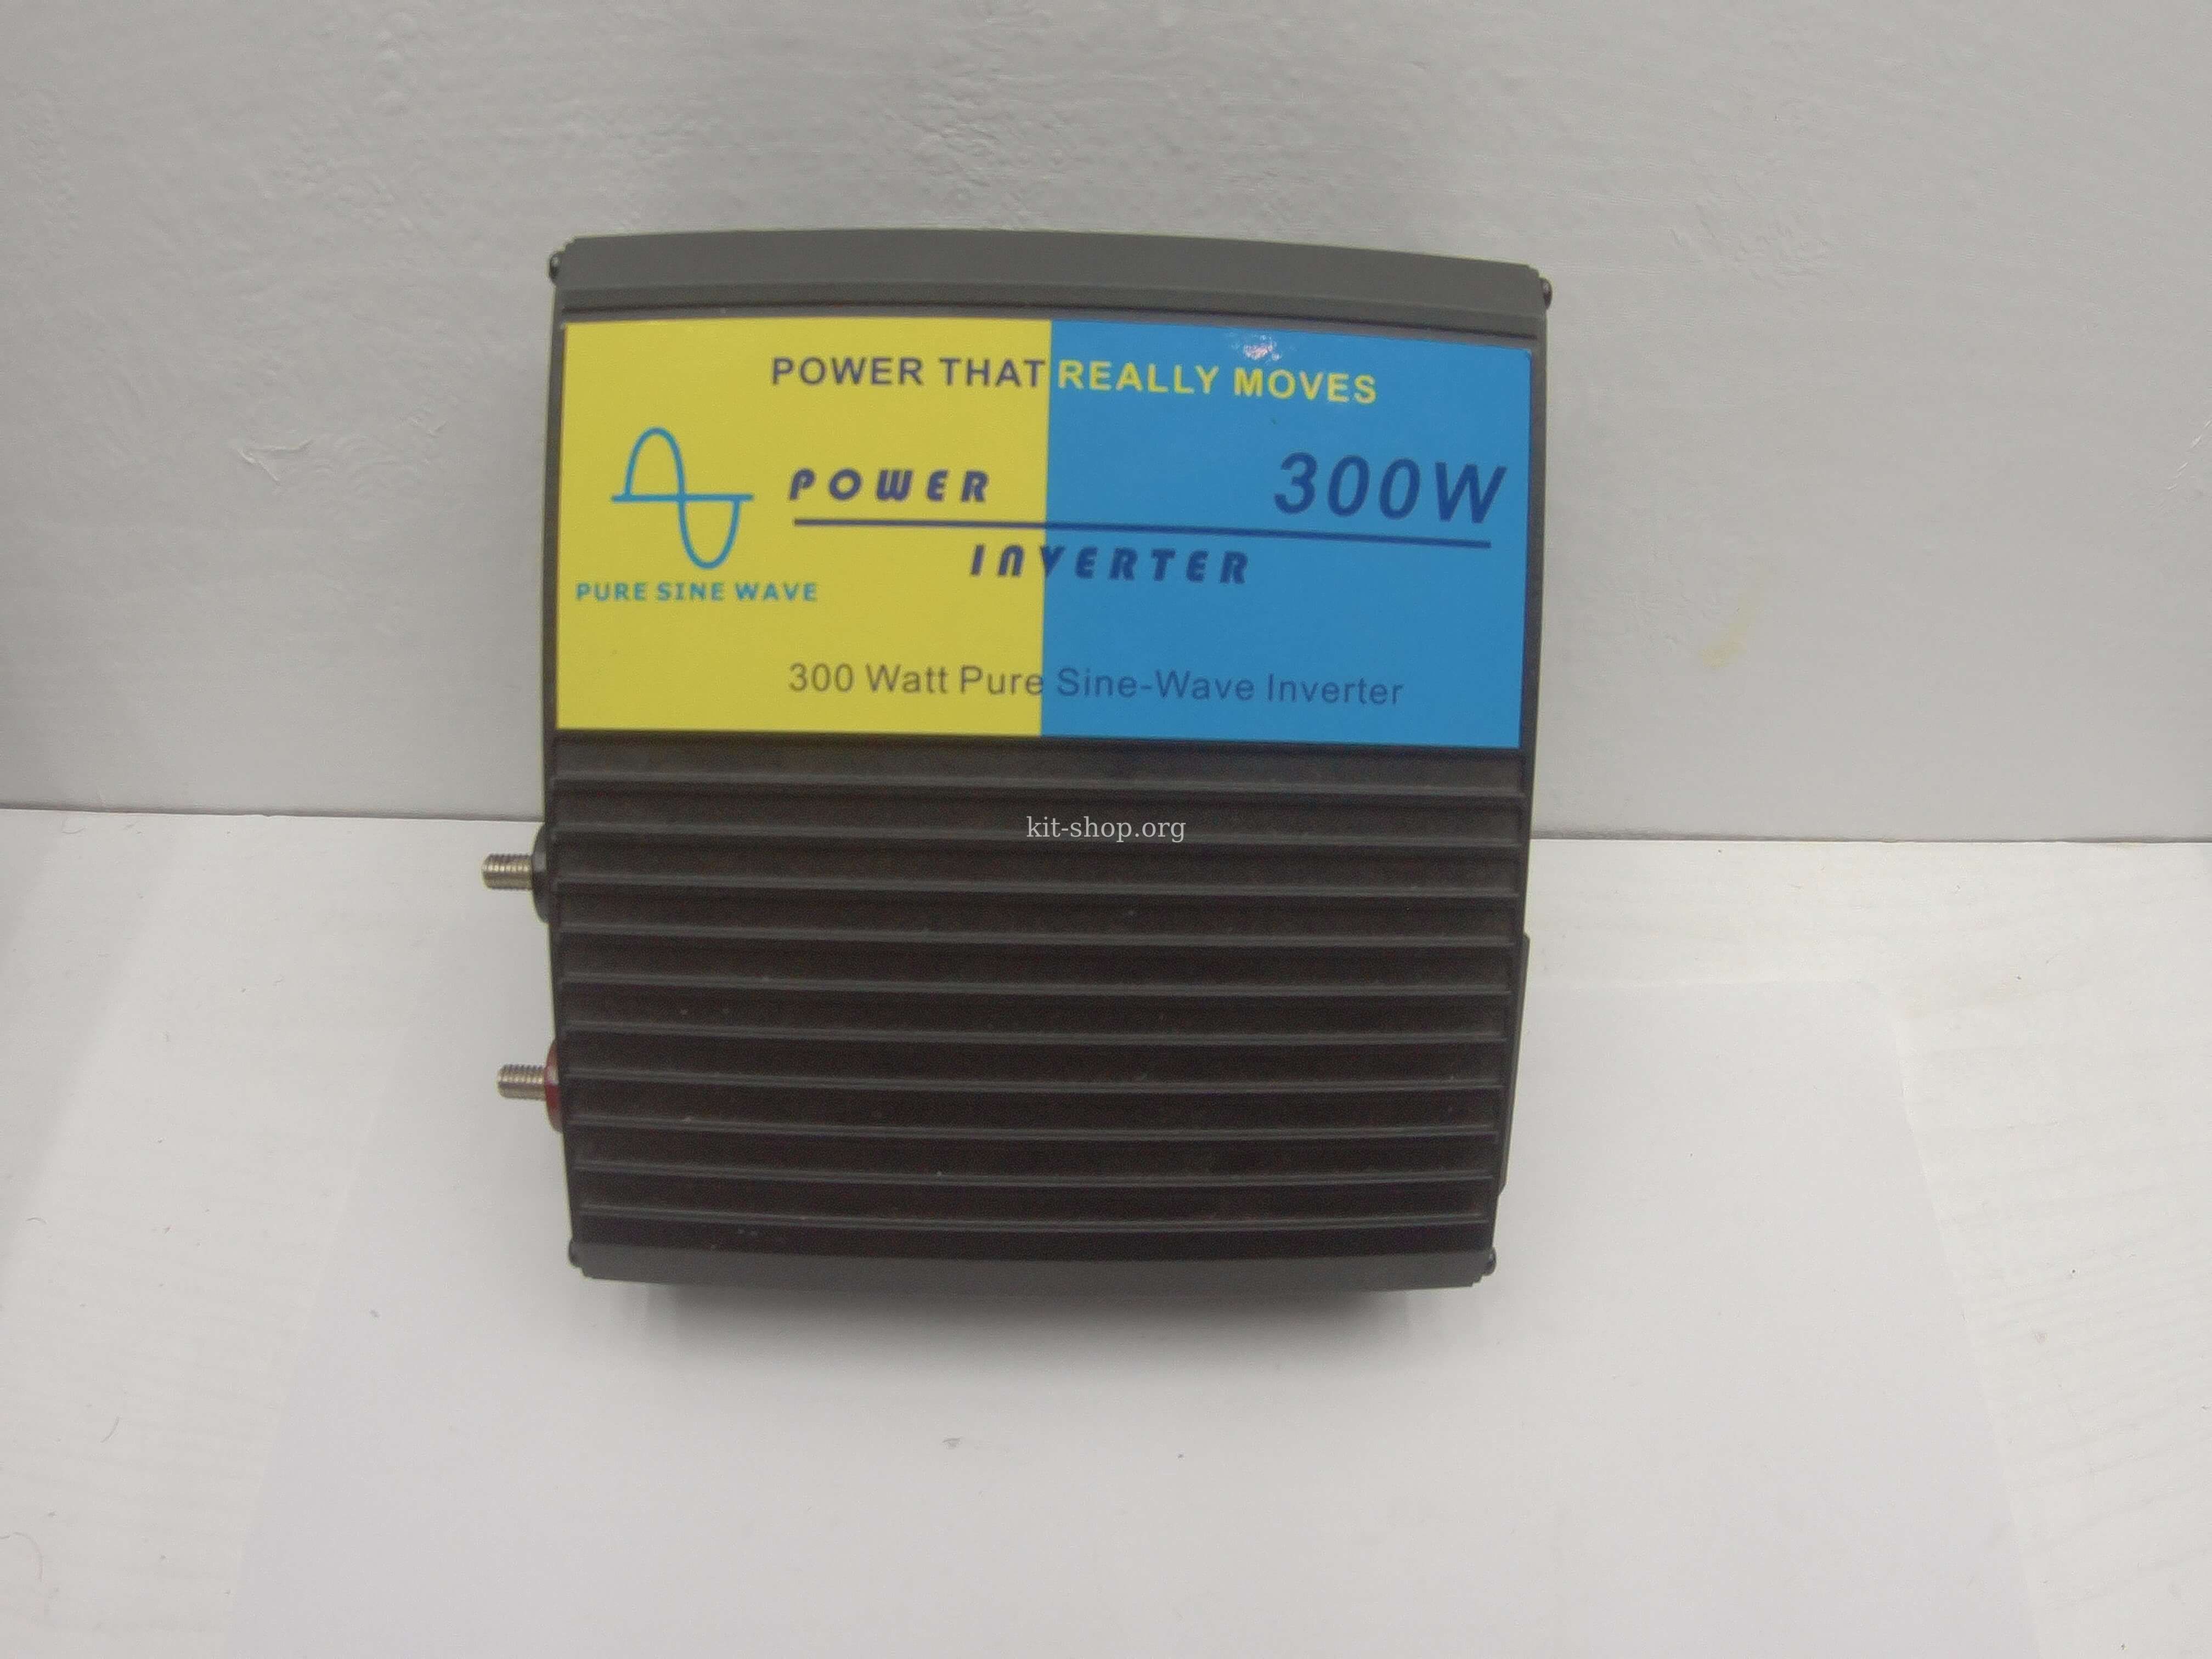 POWER THAT REALLY MOVES
POWER 300W
INVERTER
PURE SINE WAVE
300 Watt Pure Sine-Wave Inverter
kit-shop.org